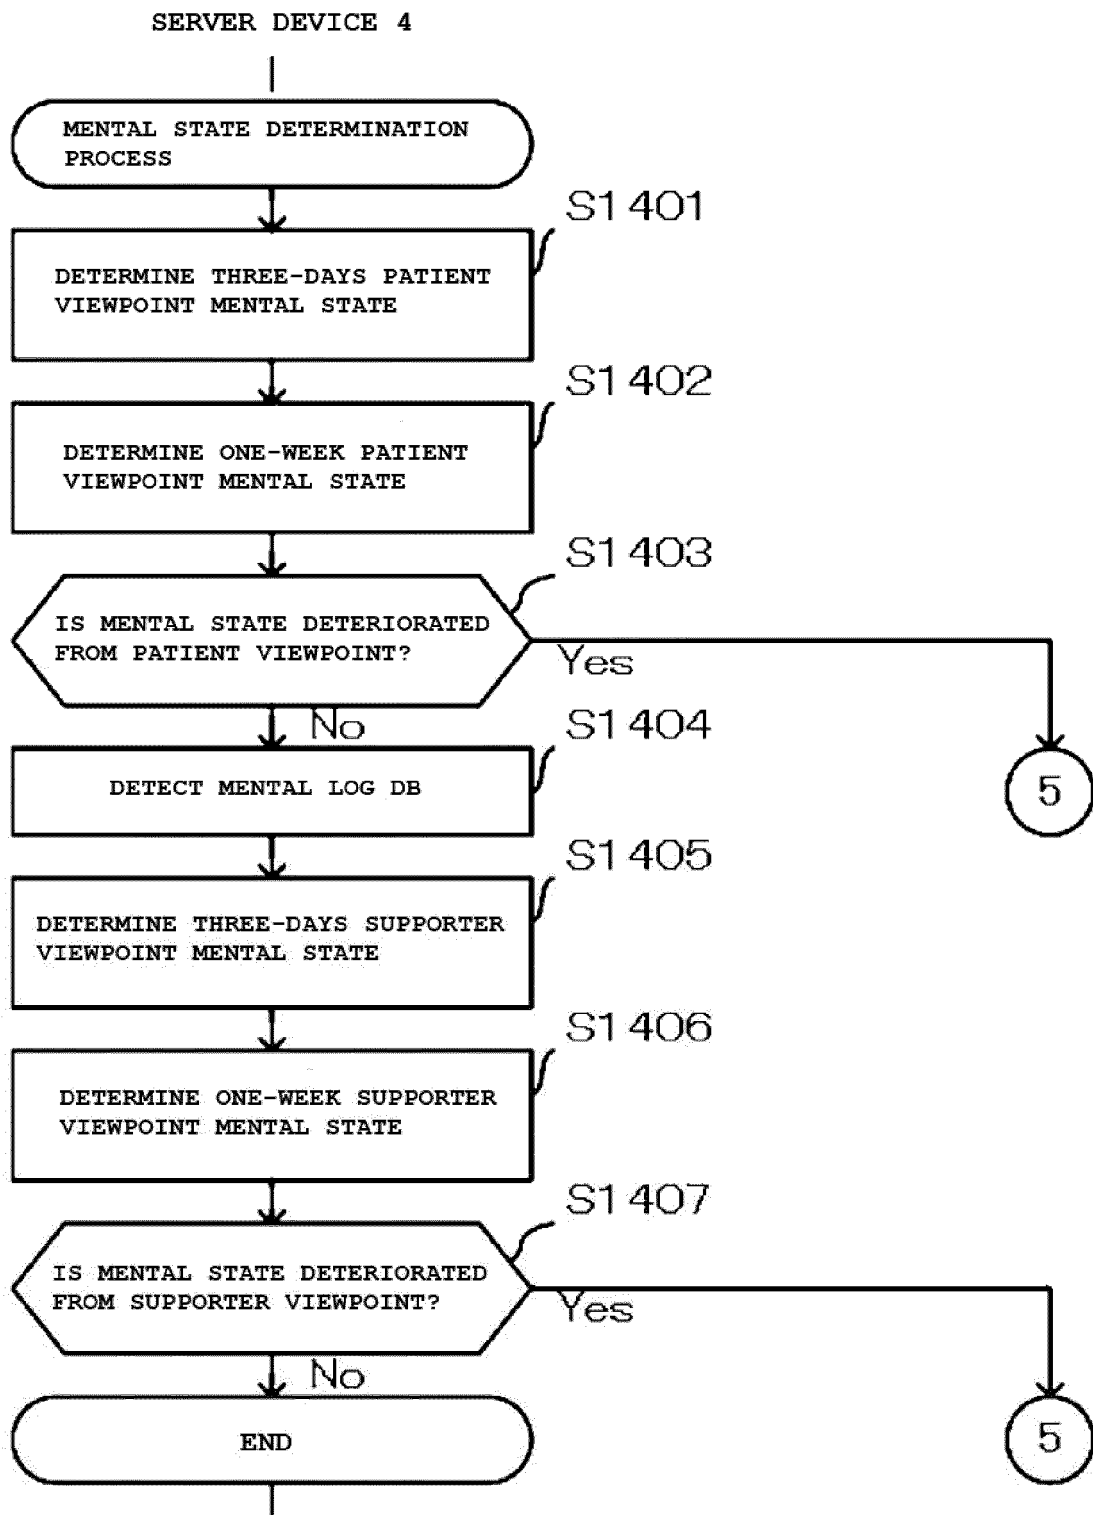 SERVER DEVICE 4
MENTAL STATE DETERMINATION
PROCESS
S1401
DETERMINE THREE-DAYS PATIENT
VIEWPOINT MENTAL STATE
S1402
DETERMINE ONE-WEEK PATIENT
VIEWPOINT MENTAL STATE
S1403
IS MENTAL STATE DETERIORATED
FROM PATIENT VIEWPOINT?
Yes
No
S1404
DETECT MENTAL LOG DB
5
S1405
DETERMINE THREE-DAYS SUPPORTER
VIEWPOINT MENTAL STATE
S1406
DETERMINE ONE-WEEK SUPPORTER
VIEWPOINT MENTAL STATE
S1407
IS MENTAL STATE DETERIORATED
FROM SUPPORTER VIEWPOINT?
Yes
No
END
5